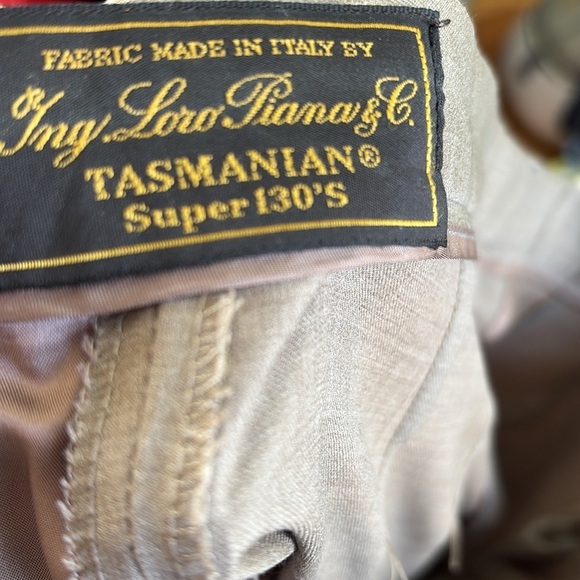 FABRIC MADE IN ITALY BY
Ing. Loro Piana & C.
TASMANIAN®
Super 130'S